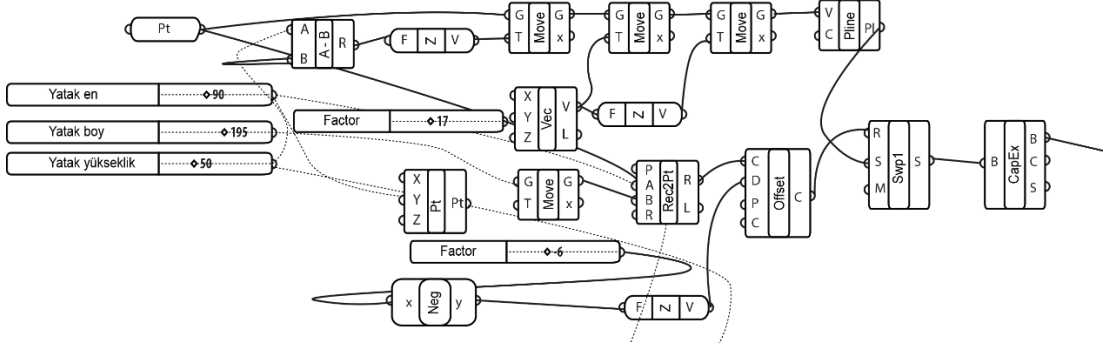 Pt
A
B
A - B
R
F
Z
V
G
T
Move
G
x
G
T
Move
G
x
G
T
Move
G
x
V
C
Pline
Pl
Yatak en
90
Yatak boy
195
Yatak yükseklik
50
Factor
17
X
Y
Z
Vec
V
L
F
Z
V
X
Y
Z
Pt
Pt
G
T
Move
G
x
P
A
B
R
Rec2Pt
R
L
C
D
P
C
Offset
C
R
S
M
Swp1
S
B
CapEx
B
C
S
Factor
-6
x
Neg
y
F
Z
V